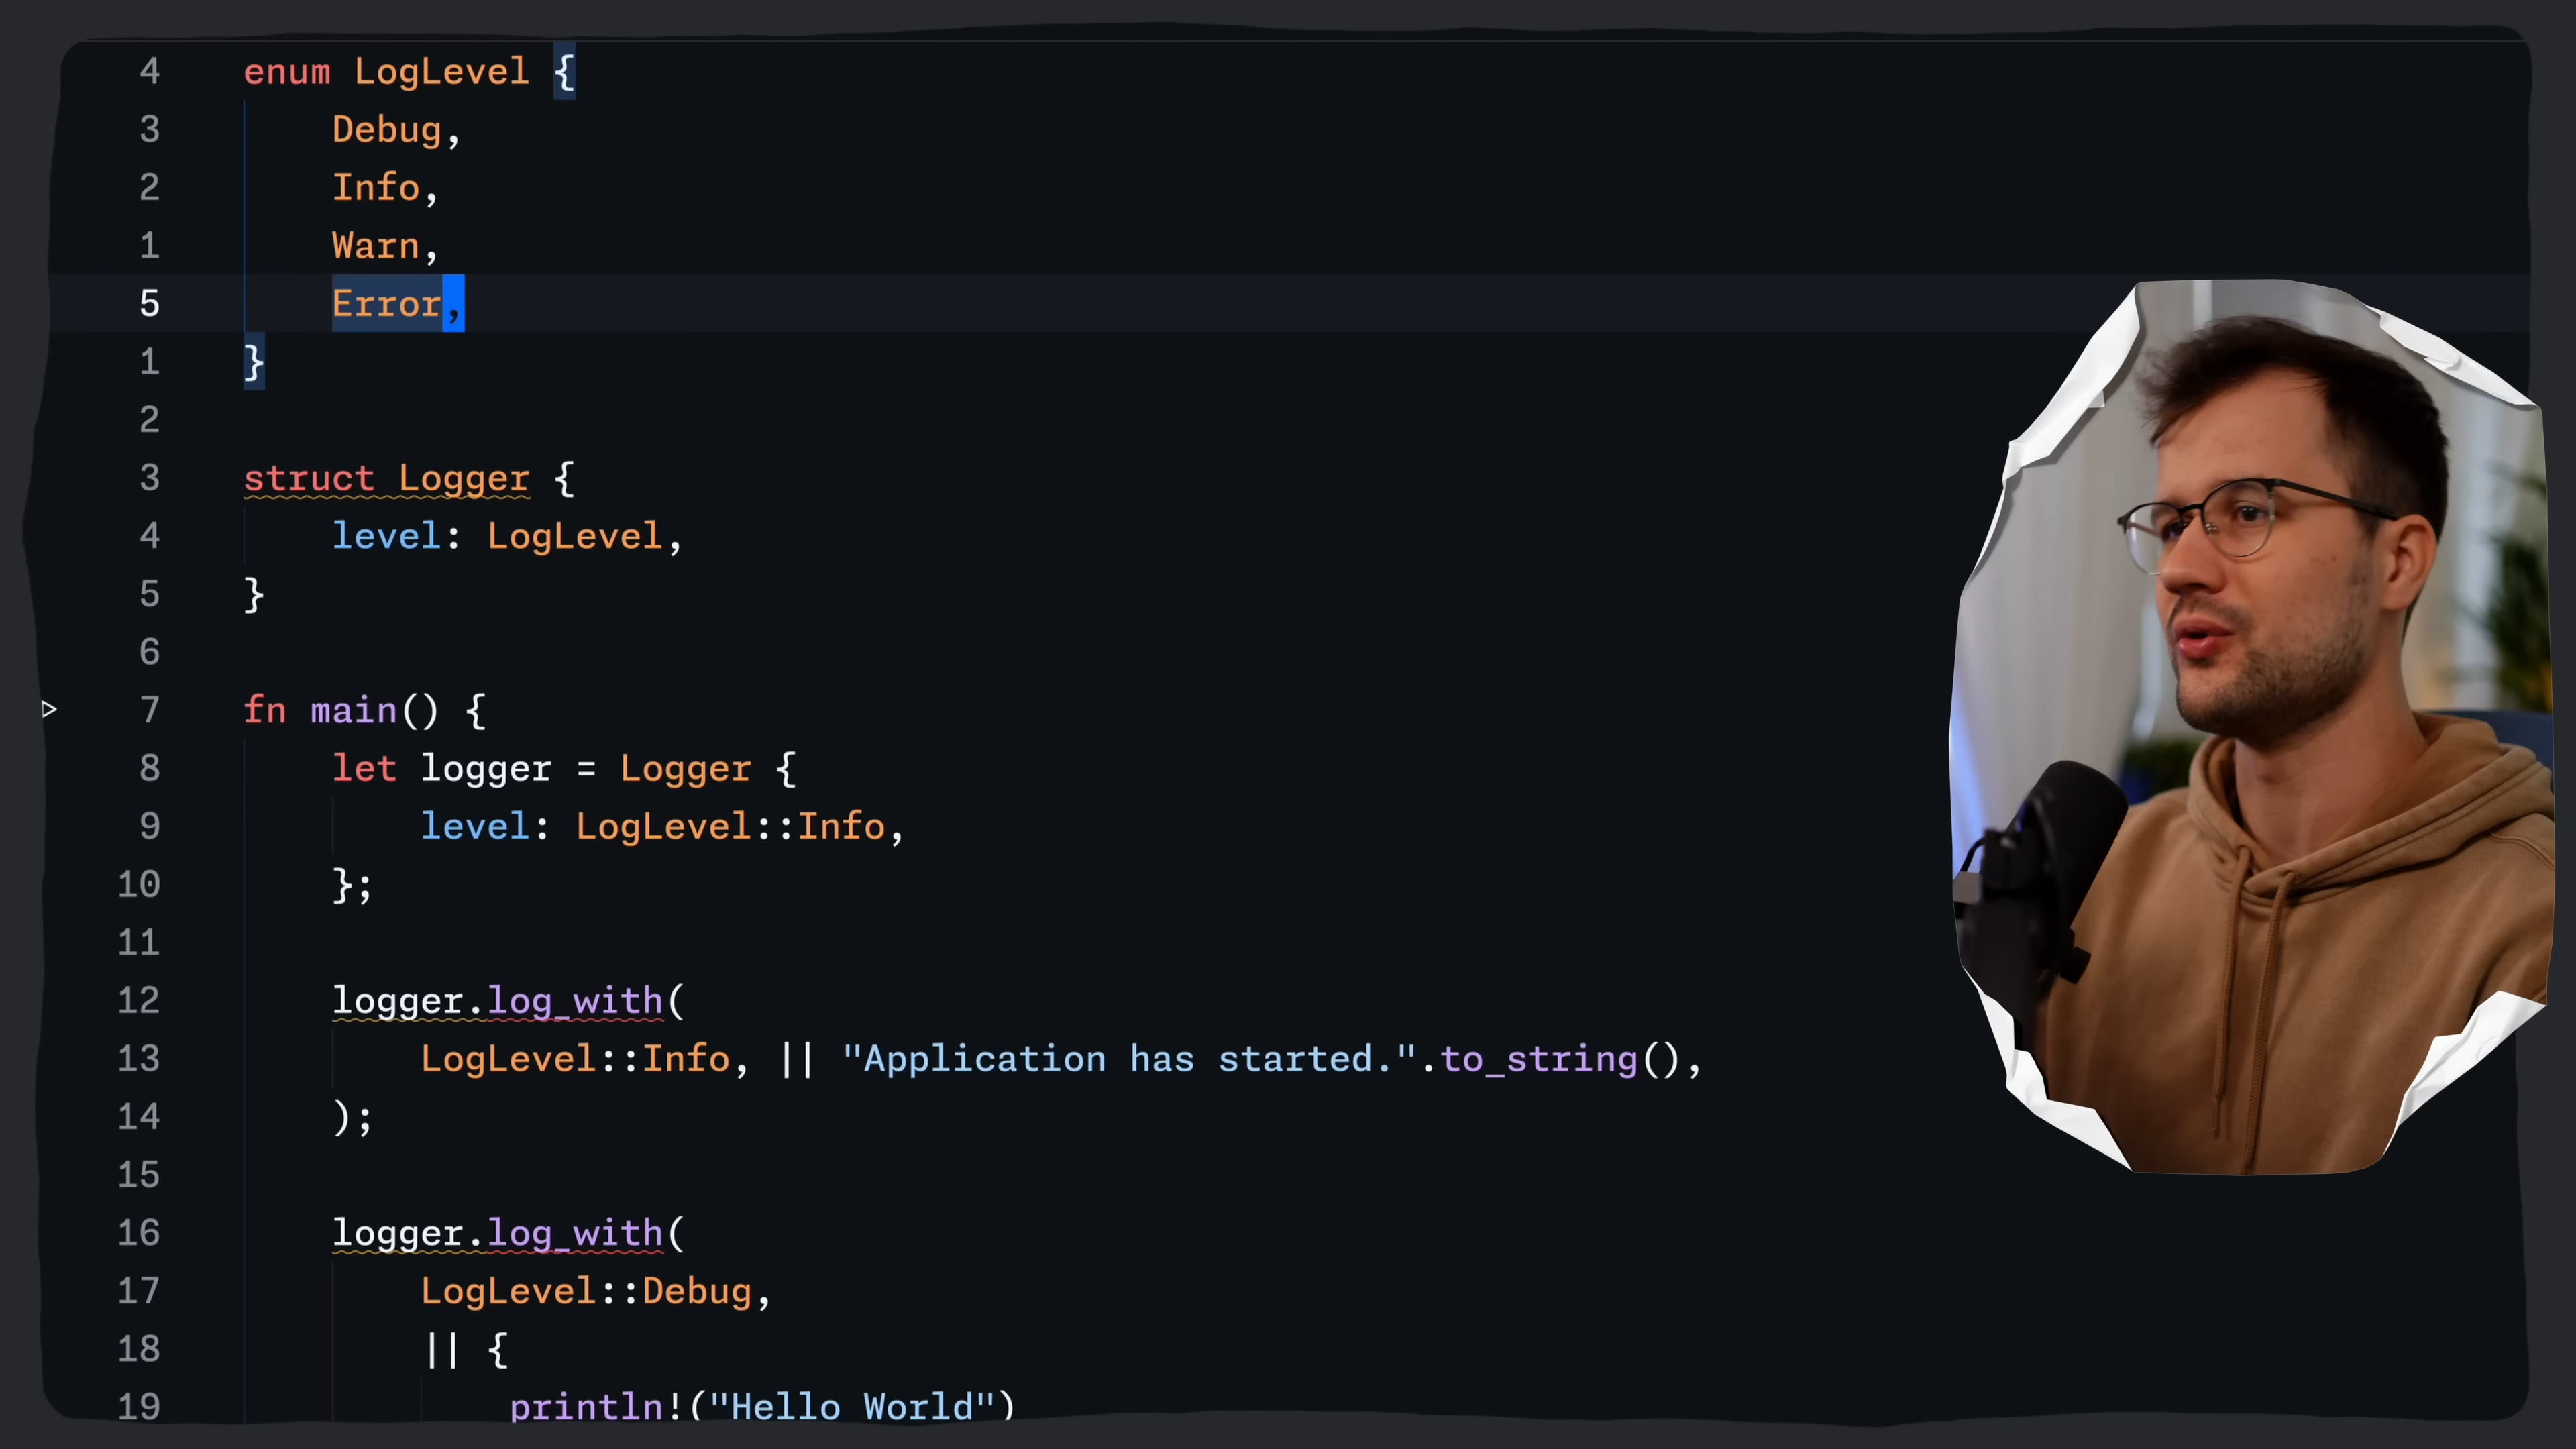 4 enum LogLevel {
3 Debug,
2 Info,
1 Warn,
5 Error,
1 }
2
3 struct Logger {
4 level: LogLevel,
5 }
6
7 fn main() {
8 let logger = Logger {
9 level: LogLevel::Info,
10 };
11
12 logger.log_with(
13 LogLevel::Info, || "Application has started.".to_string(),
14 );
15
16 logger.log_with(
17 LogLevel::Debug,
18 || {
19 println!("Hello World")